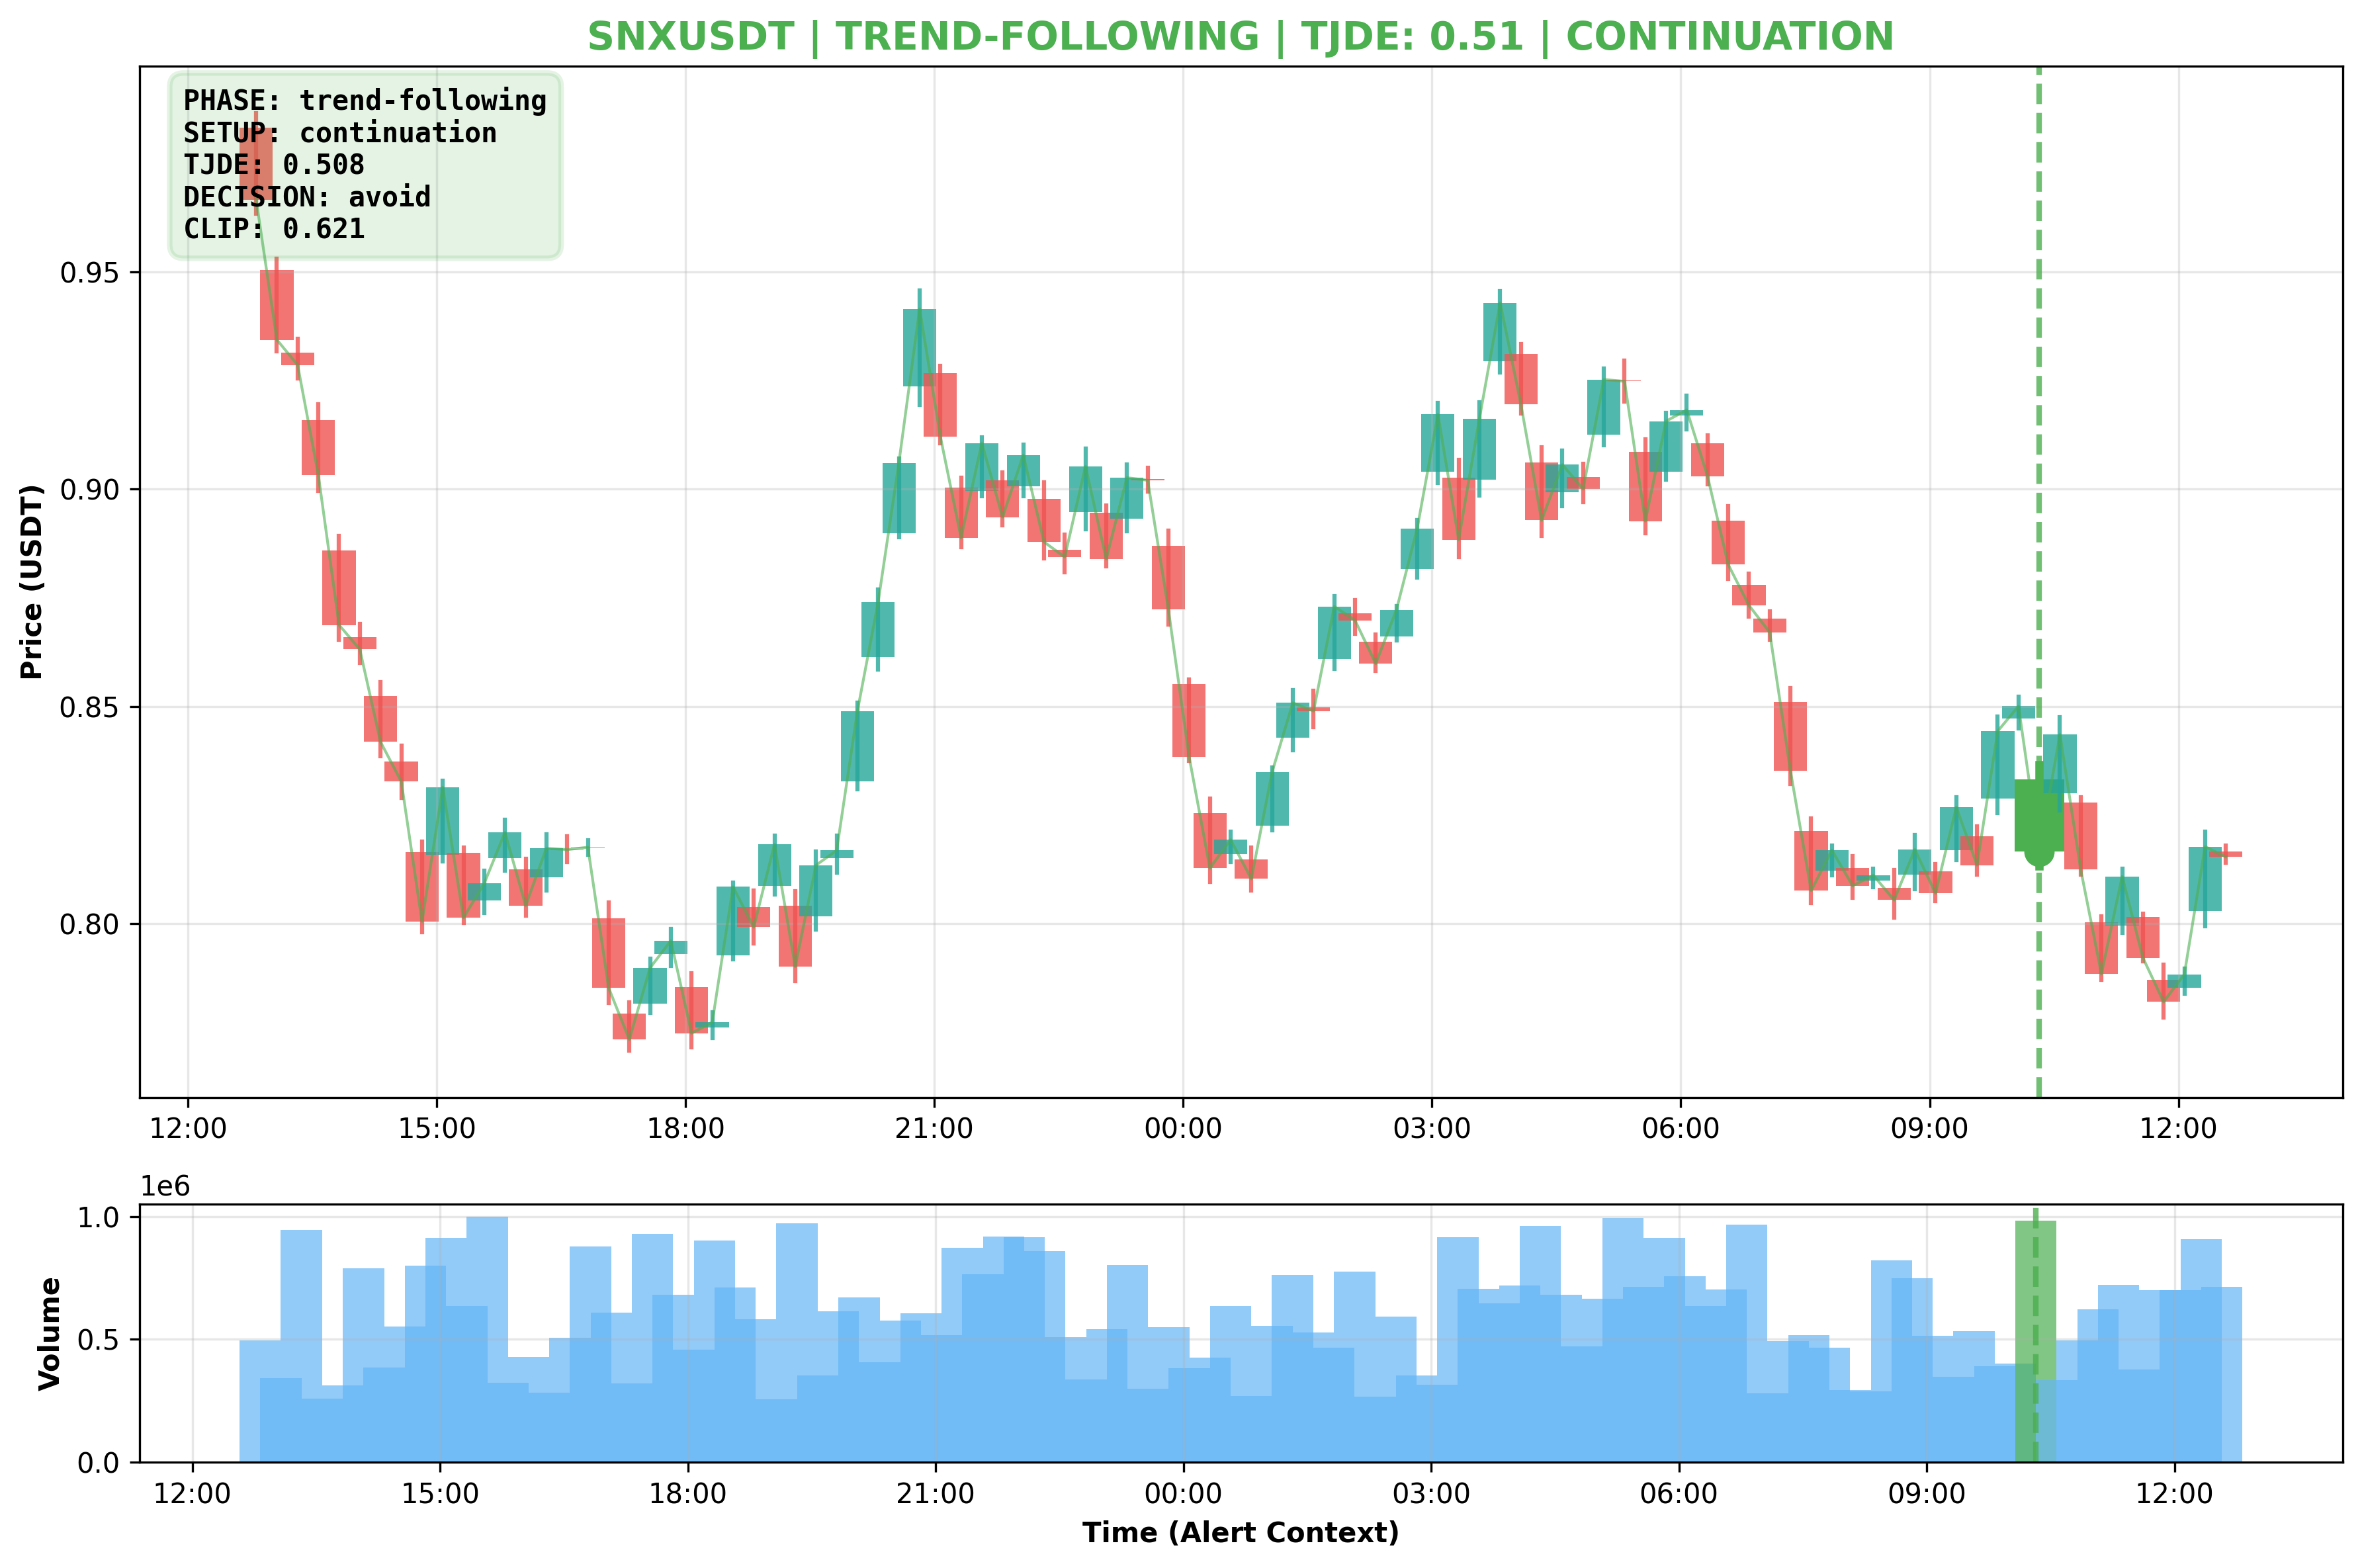 SNXUSDT | TREND-FOLLOWING | TJDE: 0.51 | CONTINUATION
PHASE: trend-following
SETUP: continuation
TJDE: 0.508
DECISION: avoid
CLIP: 0.621
Price (USDT)
0.95
0.90
0.85
0.80
12:00 15:00 18:00 21:00 00:00 03:00 06:00 09:00 12:00
1e6
Volume
1.0
0.5
0.0
12:00 15:00 18:00 21:00 00:00 03:00 06:00 09:00 12:00
Time (Alert Context)